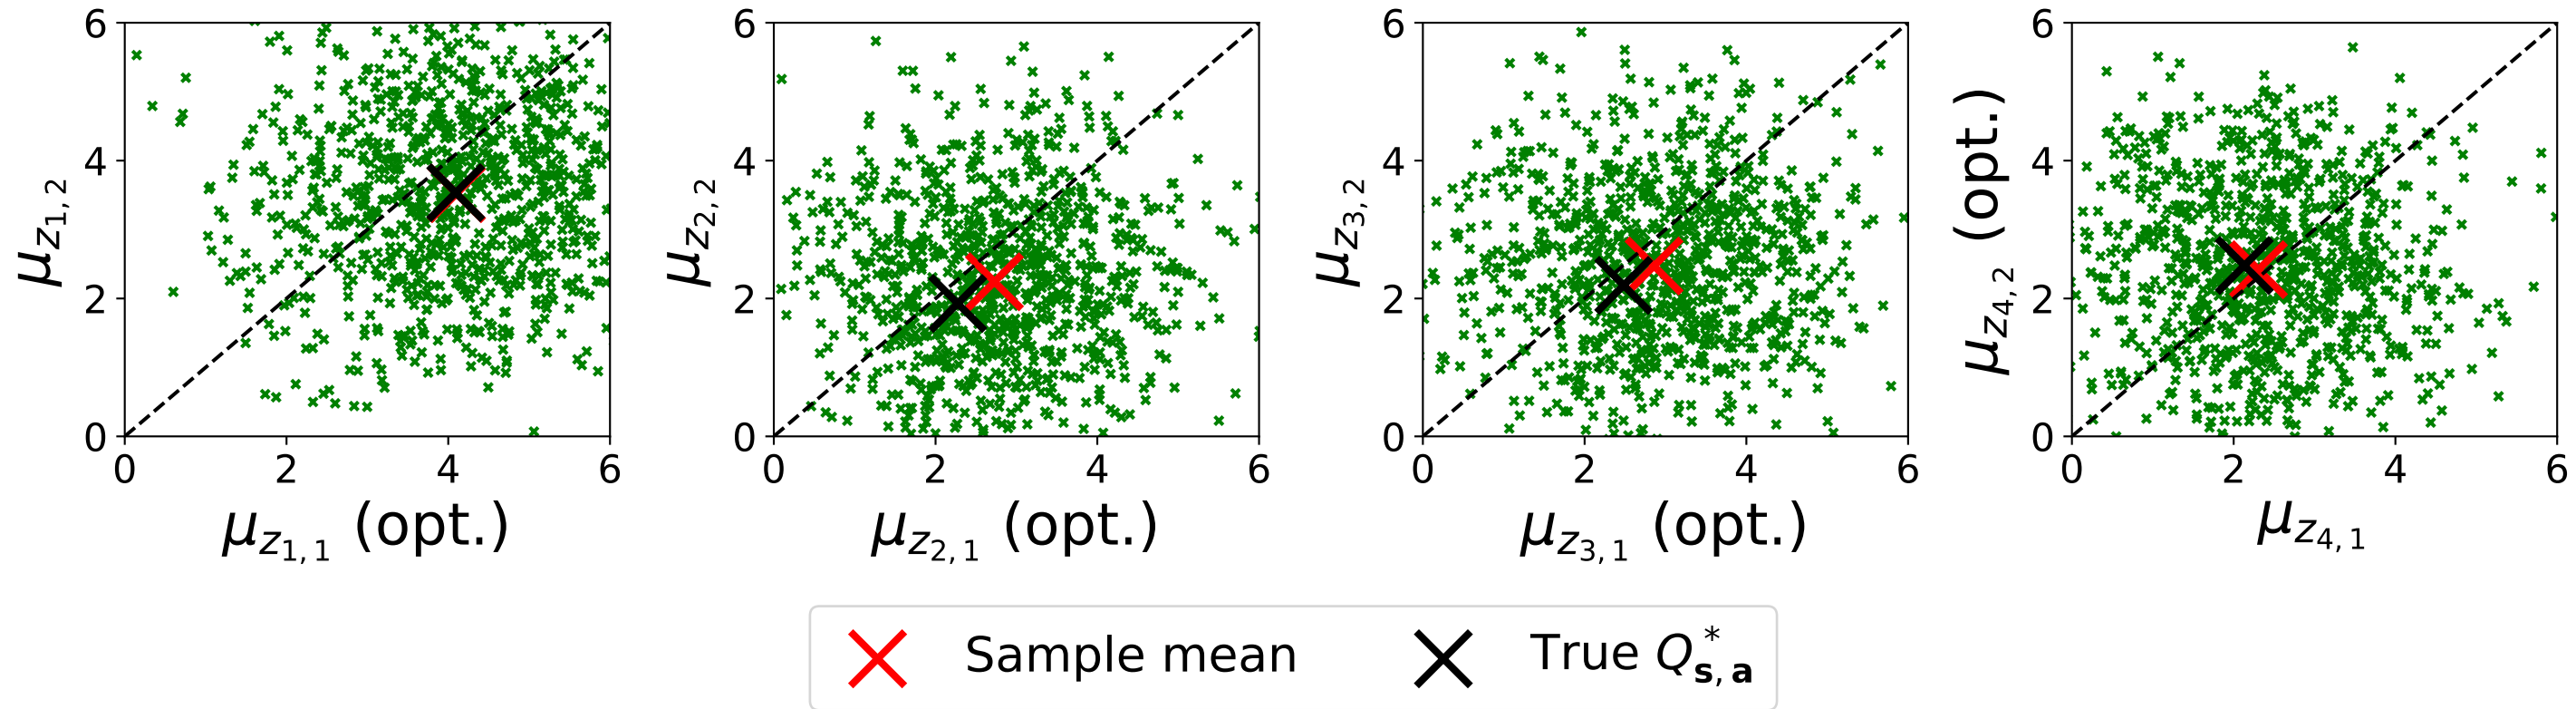 6
4
2
0
0 2 4 6
μz1,2
μz1,1 (opt.)
6
4
2
0
0 2 4 6
μz2,2
μz2,1 (opt.)
6
4
2
0
0 2 4 6
μz3,2
μz3,1 (opt.)
6
4
2
0
0 2 4 6
μz4,2 (opt.)
μz4,1
Sample mean
True Q*s,a